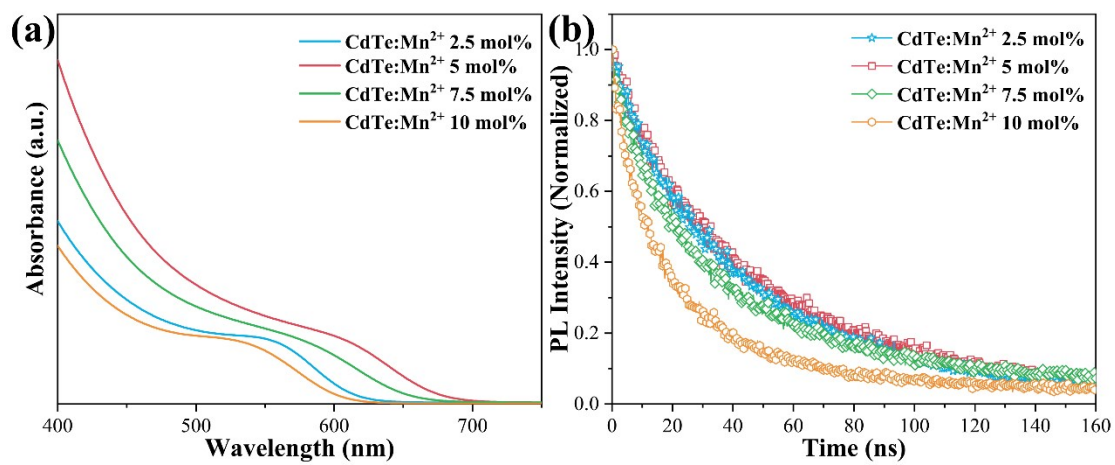 (a)
CdTe:Mn²⁺ 2.5 mol%
CdTe:Mn²⁺ 5 mol%
CdTe:Mn²⁺ 7.5 mol%
CdTe:Mn²⁺ 10 mol%
Absorbance (a.u.)
400
500
600
700
Wavelength (nm)
(b)
CdTe:Mn²⁺ 2.5 mol%
CdTe:Mn²⁺ 5 mol%
CdTe:Mn²⁺ 7.5 mol%
CdTe:Mn²⁺ 10 mol%
PL Intensity (Normalized)
1.0
0.8
0.6
0.4
0.2
0.0
0
20
40
60
80
100
120
140
160
Time (ns)